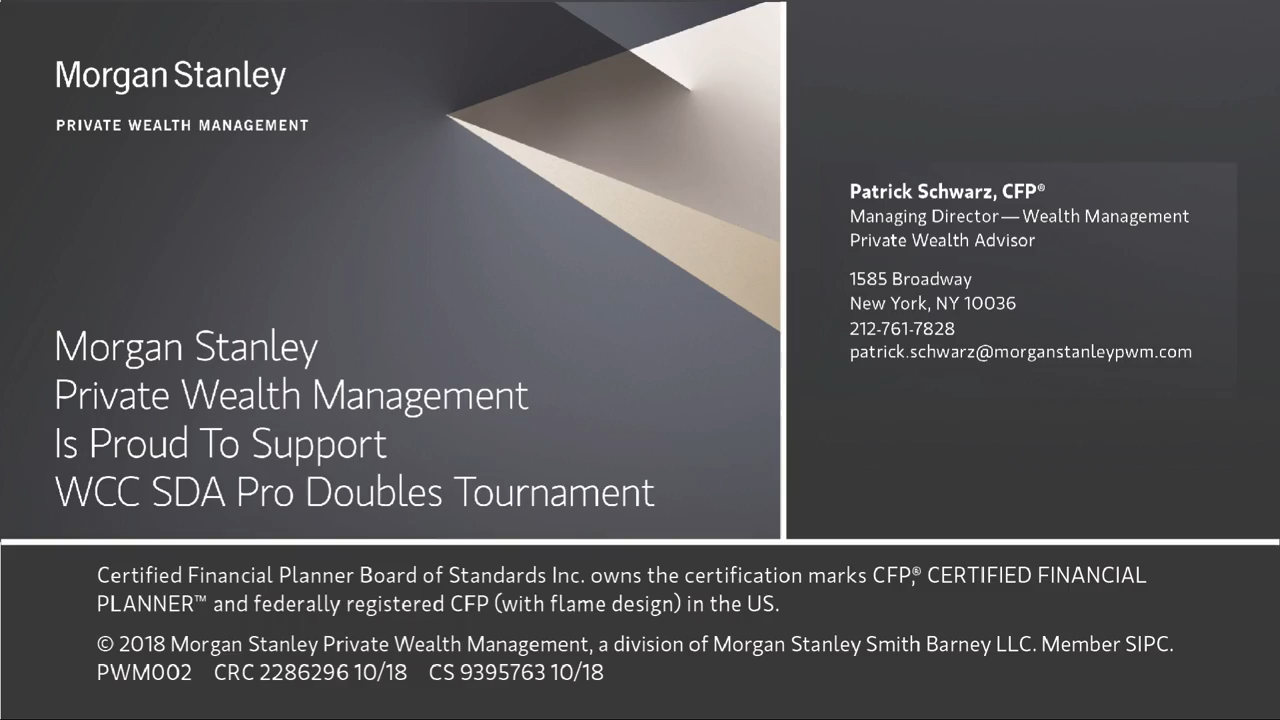 Morgan Stanley
PRIVATE WEALTH MANAGEMENT
Morgan Stanley
Private Wealth Management
Is Proud To Support
WCC SDA Pro Doubles Tournament
Patrick Schwarz, CFP®
Managing Director—Wealth Management
Private Wealth Advisor
1585 Broadway
New York, NY 10036
212-761-7828
patrick.schwarz@morganstanleypwm.com
Certified Financial Planner Board of Standards Inc. owns the certification marks CFP,® CERTIFIED FINANCIAL
PLANNER™ and federally registered CFP (with flame design) in the US.
© 2018 Morgan Stanley Private Wealth Management, a division of Morgan Stanley Smith Barney LLC. Member SIPC.
PWM002 CRC 2286296 10/18 CS 9395763 10/18